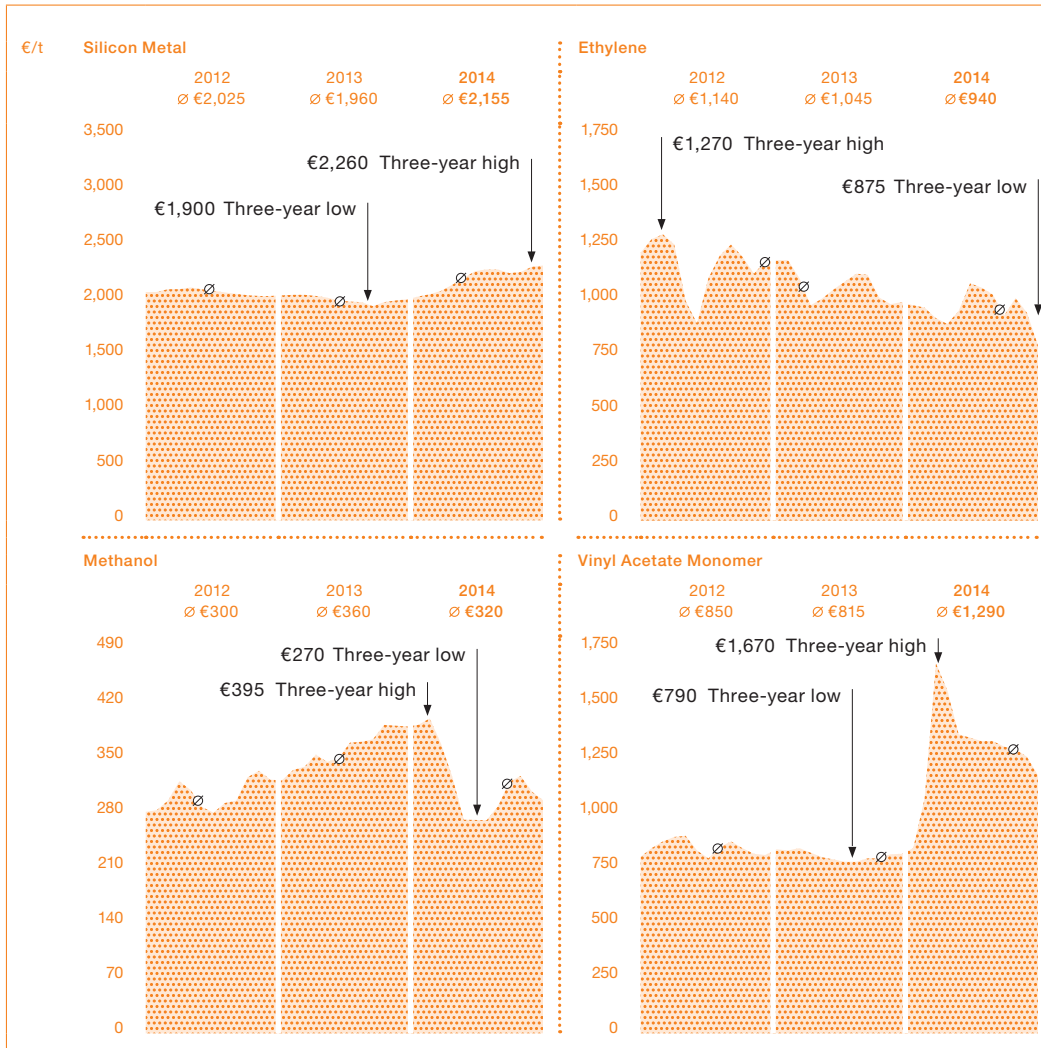 €/t
Silicon Metal
2012 2013 2014
⌀ €2,025 ⌀ €1,960 ⌀ €2,155
3,500
€2,260 Three-year high
3,000
€1,900 Three-year low
2,500
2,000
1,500
1,000
500
0
Ethylene
2012 2013 2014
⌀ €1,140 ⌀ €1,045 ⌀ €940
1,750
€1,270 Three-year high
1,500
€875 Three-year low
1,250
1,000
750
500
250
0
Methanol
2012 2013 2014
⌀ €300 ⌀ €360 ⌀ €320
490
€270 Three-year low
420
€395 Three-year high
350
280
210
140
70
0
Vinyl Acetate Monomer
2012 2013 2014
⌀ €850 ⌀ €815 ⌀ €1,290
1,750
€1,670 Three-year high
1,500
€790 Three-year low
1,250
1,000
750
500
250
0